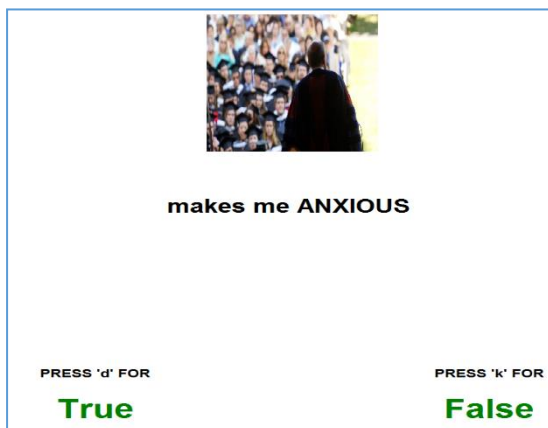 makes me ANXIOUS
PRESS 'd' FOR
True
PRESS 'k' FOR
False